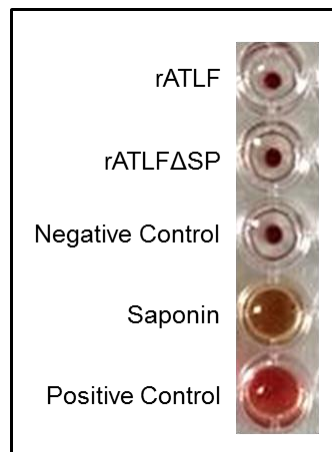 rATLF
rATLFΔSP
Negative Control
Saponin
Positive Control